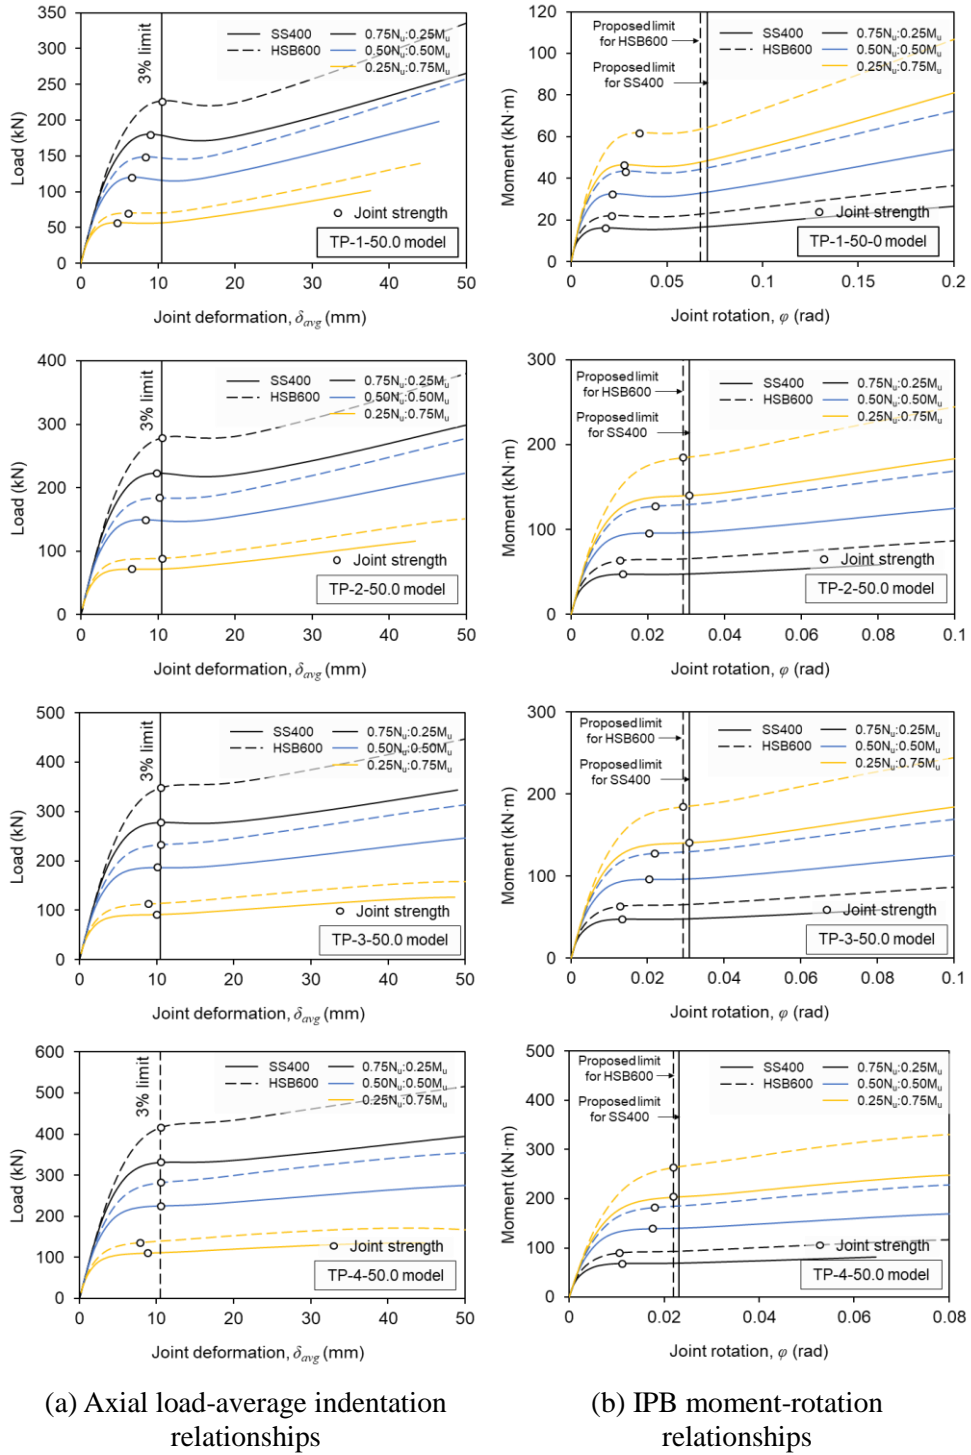 350
300
250
200
150
100
50
0
Load (kN)
3% limit
SS400
HSB600
0.75Nu:0.25Mu
0.50Nu:0.50Mu
0.25Nu:0.75Mu
Joint strength
TP-1-50.0 model
0 10 20 30 40 50
Joint deformation, δavg (mm)
120
100
80
60
40
20
0
Moment (kN·m)
Proposed limit
for HSB600
Proposed limit
for SS400
SS400
HSB600
0.75Nu:0.25Mu
0.50Nu:0.50Mu
0.25Nu:0.75Mu
Joint strength
TP-1-50-0 model
0 0.05 0.1 0.15 0.2
Joint rotation, φ (rad)
400
300
200
100
0
Load (kN)
3% limit
SS400
HSB600
0.75Nu:0.25Mu
0.50Nu:0.50Mu
0.25Nu:0.75Mu
Joint strength
TP-2-50.0 model
0 10 20 30 40 50
Joint deformation, δavg (mm)
300
200
100
0
Moment (kN·m)
Proposed limit
for HSB600
Proposed limit
for SS400
SS400
HSB600
0.75Nu:0.25Mu
0.50Nu:0.50Mu
0.25Nu:0.75Mu
Joint strength
TP-2-50.0 model
0 0.02 0.04 0.06 0.08 0.1
Joint rotation, φ (rad)
500
400
300
200
100
0
Load (kN)
3% limit
SS400
HSB600
0.75Nu:0.25Mu
0.50Nu:0.50Mu
0.25Nu:0.75Mu
Joint strength
TP-3-50.0 model
0 10 20 30 40 50
Joint deformation, δavg (mm)
300
200
100
0
Moment (kN·m)
Proposed limit
for HSB600
Proposed limit
for SS400
SS400
HSB600
0.75Nu:0.25Mu
0.50Nu:0.50Mu
0.25Nu:0.75Mu
Joint strength
TP-3-50.0 model
0 0.02 0.04 0.06 0.08 0.1
Joint rotation, φ (rad)
600
500
400
300
200
100
0
Load (kN)
3% limit
SS400
HSB600
0.75Nu:0.25Mu
0.50Nu:0.50Mu
0.25Nu:0.75Mu
Joint strength
TP-4-50.0 model
0 10 20 30 40 50
Joint deformation, δavg (mm)
500
400
300
200
100
0
Moment (kN·m)
Proposed limit
for HSB600
Proposed limit
for SS400
SS400
HSB600
0.75Nu:0.25Mu
0.50Nu:0.50Mu
0.25Nu:0.75Mu
Joint strength
TP-4-50.0 model
0 0.02 0.04 0.06 0.08
Joint rotation, φ (rad)
(a) Axial load-average indentation
relationships
(b) IPB moment-rotation
relationships